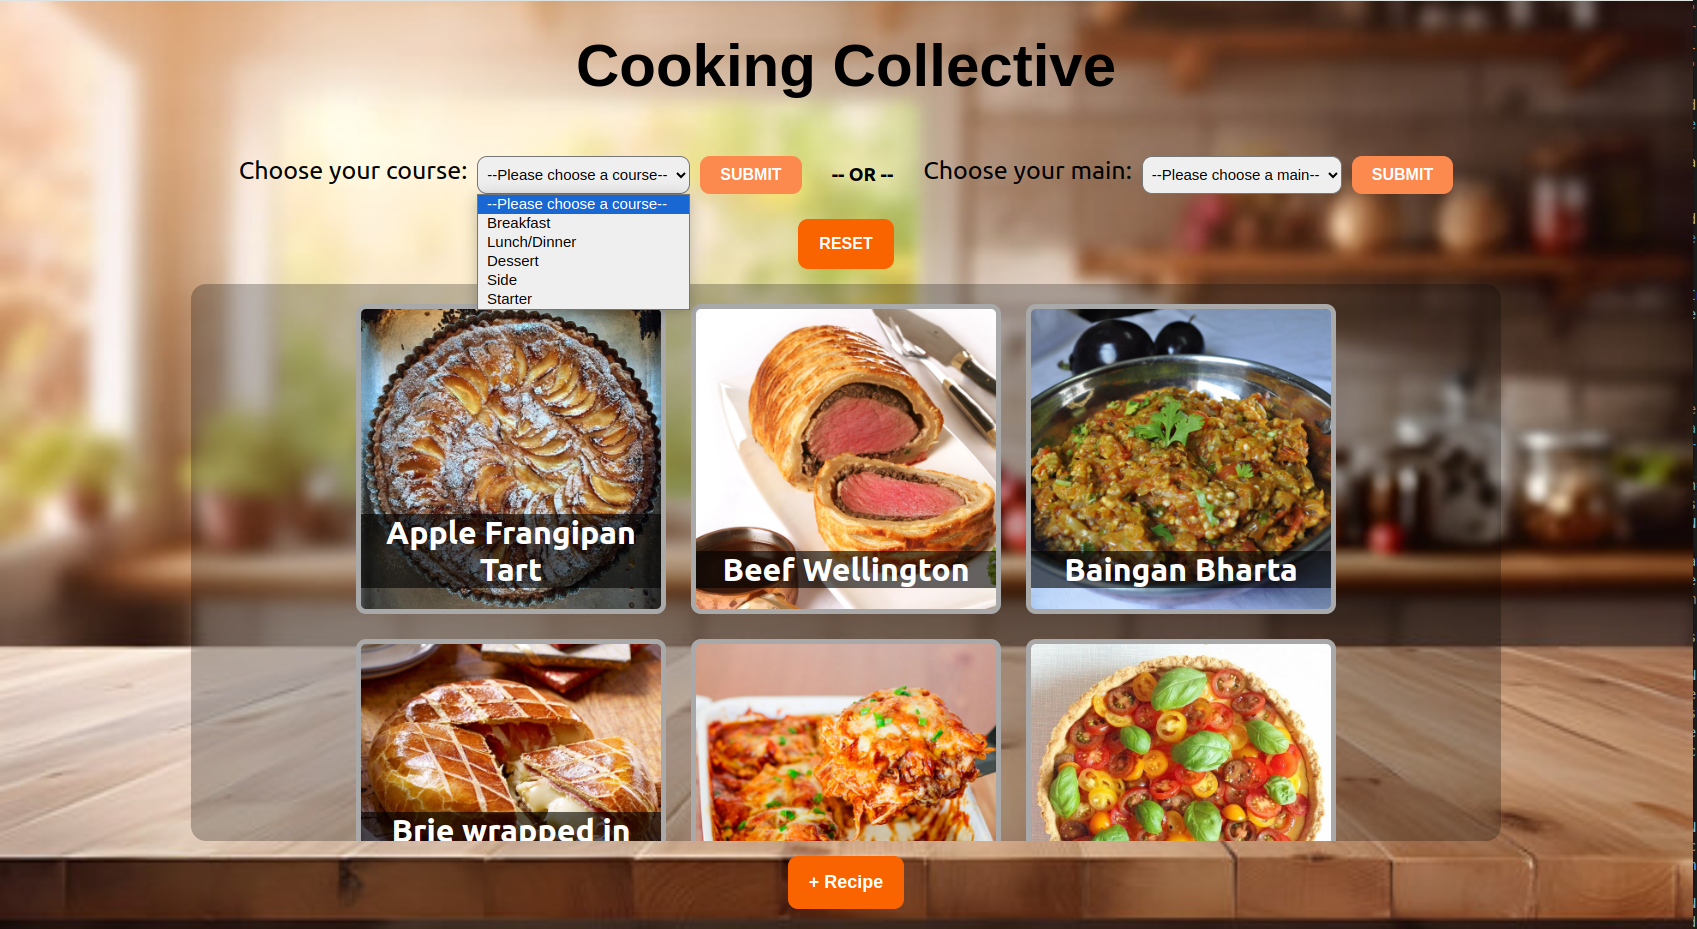 Cooking Collective
Choose your course:
--Please choose a course--
SUBMIT
-- OR --
Choose your main:
--Please choose a main--
SUBMIT
--Please choose a course--
Breakfast
Lunch/Dinner
Dessert
Side
Starter
RESET
Apple Frangipan
Tart
Beef Wellington
Baingan Bharta
Brie wrapped in
+ Recipe